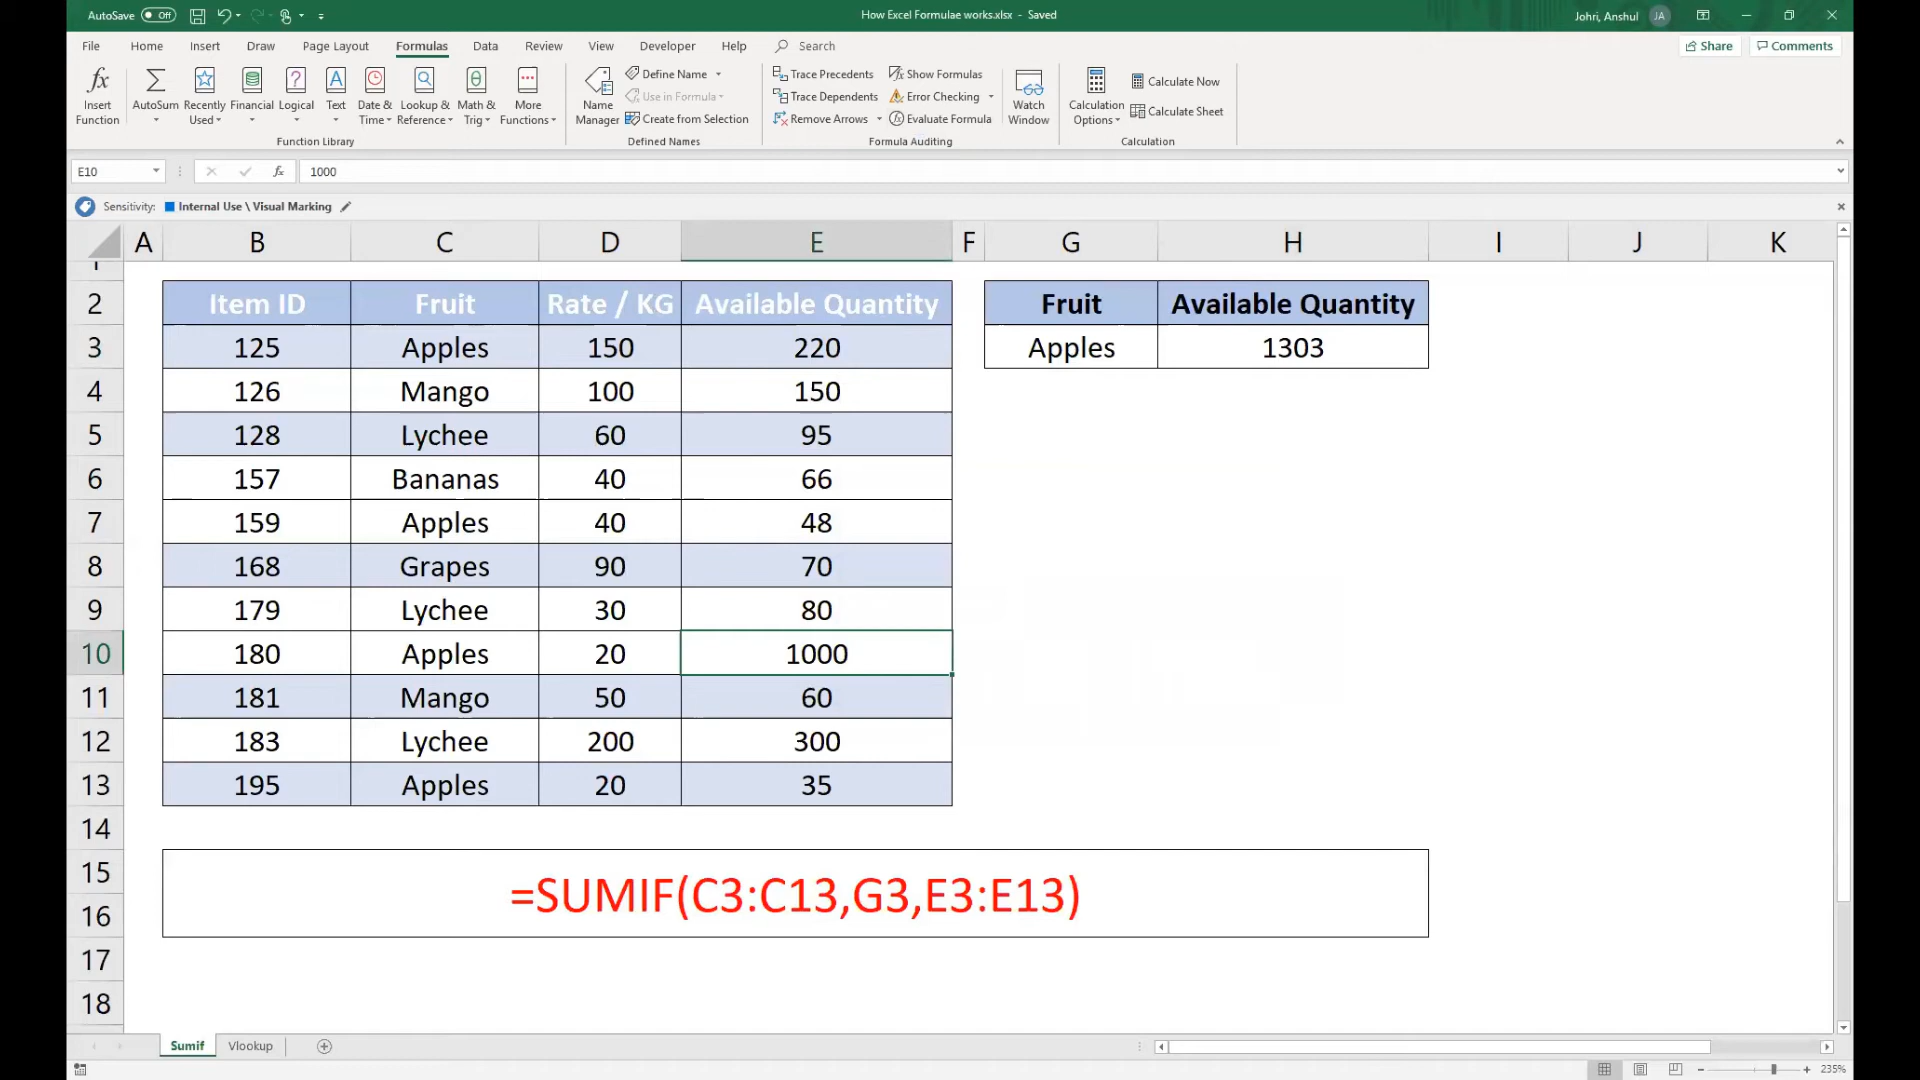 AutoSave Off How Excel Formulae works.xlsx - Saved Johri, Anshul JA
File Home Insert Draw Page Layout Formulas Data Review View Developer Help Search Share Comments
Insert Function
AutoSum
Recently Used
Financial
Logical
Text
Date & Time
Lookup & Reference
Math & Trig
More Functions
Function Library
Name Manager
Define Name
Use in Formula
Create from Selection
Defined Names
Trace Precedents
Trace Dependents
Remove Arrows
Show Formulas
Error Checking
Evaluate Formula
Formula Auditing
Watch Window
Calculation Options
Calculate Now
Calculate Sheet
Calculation
E10 fx 1000
Sensitivity: Internal Use \ Visual Marking
A B C D E F G H I J K
1
2 Item ID Fruit Rate / KG Available Quantity Fruit Available Quantity
3 125 Apples 150 220 Apples 1303
4 126 Mango 100 150
5 128 Lychee 60 95
6 157 Bananas 40 66
7 159 Apples 40 48
8 168 Grapes 90 70
9 179 Lychee 30 80
10 180 Apples 20 1000
11 181 Mango 50 60
12 183 Lychee 200 300
13 195 Apples 20 35
14
15
=SUMIF(C3:C13,G3,E3:E13)
16
17
18
Sumif Vlookup
235%